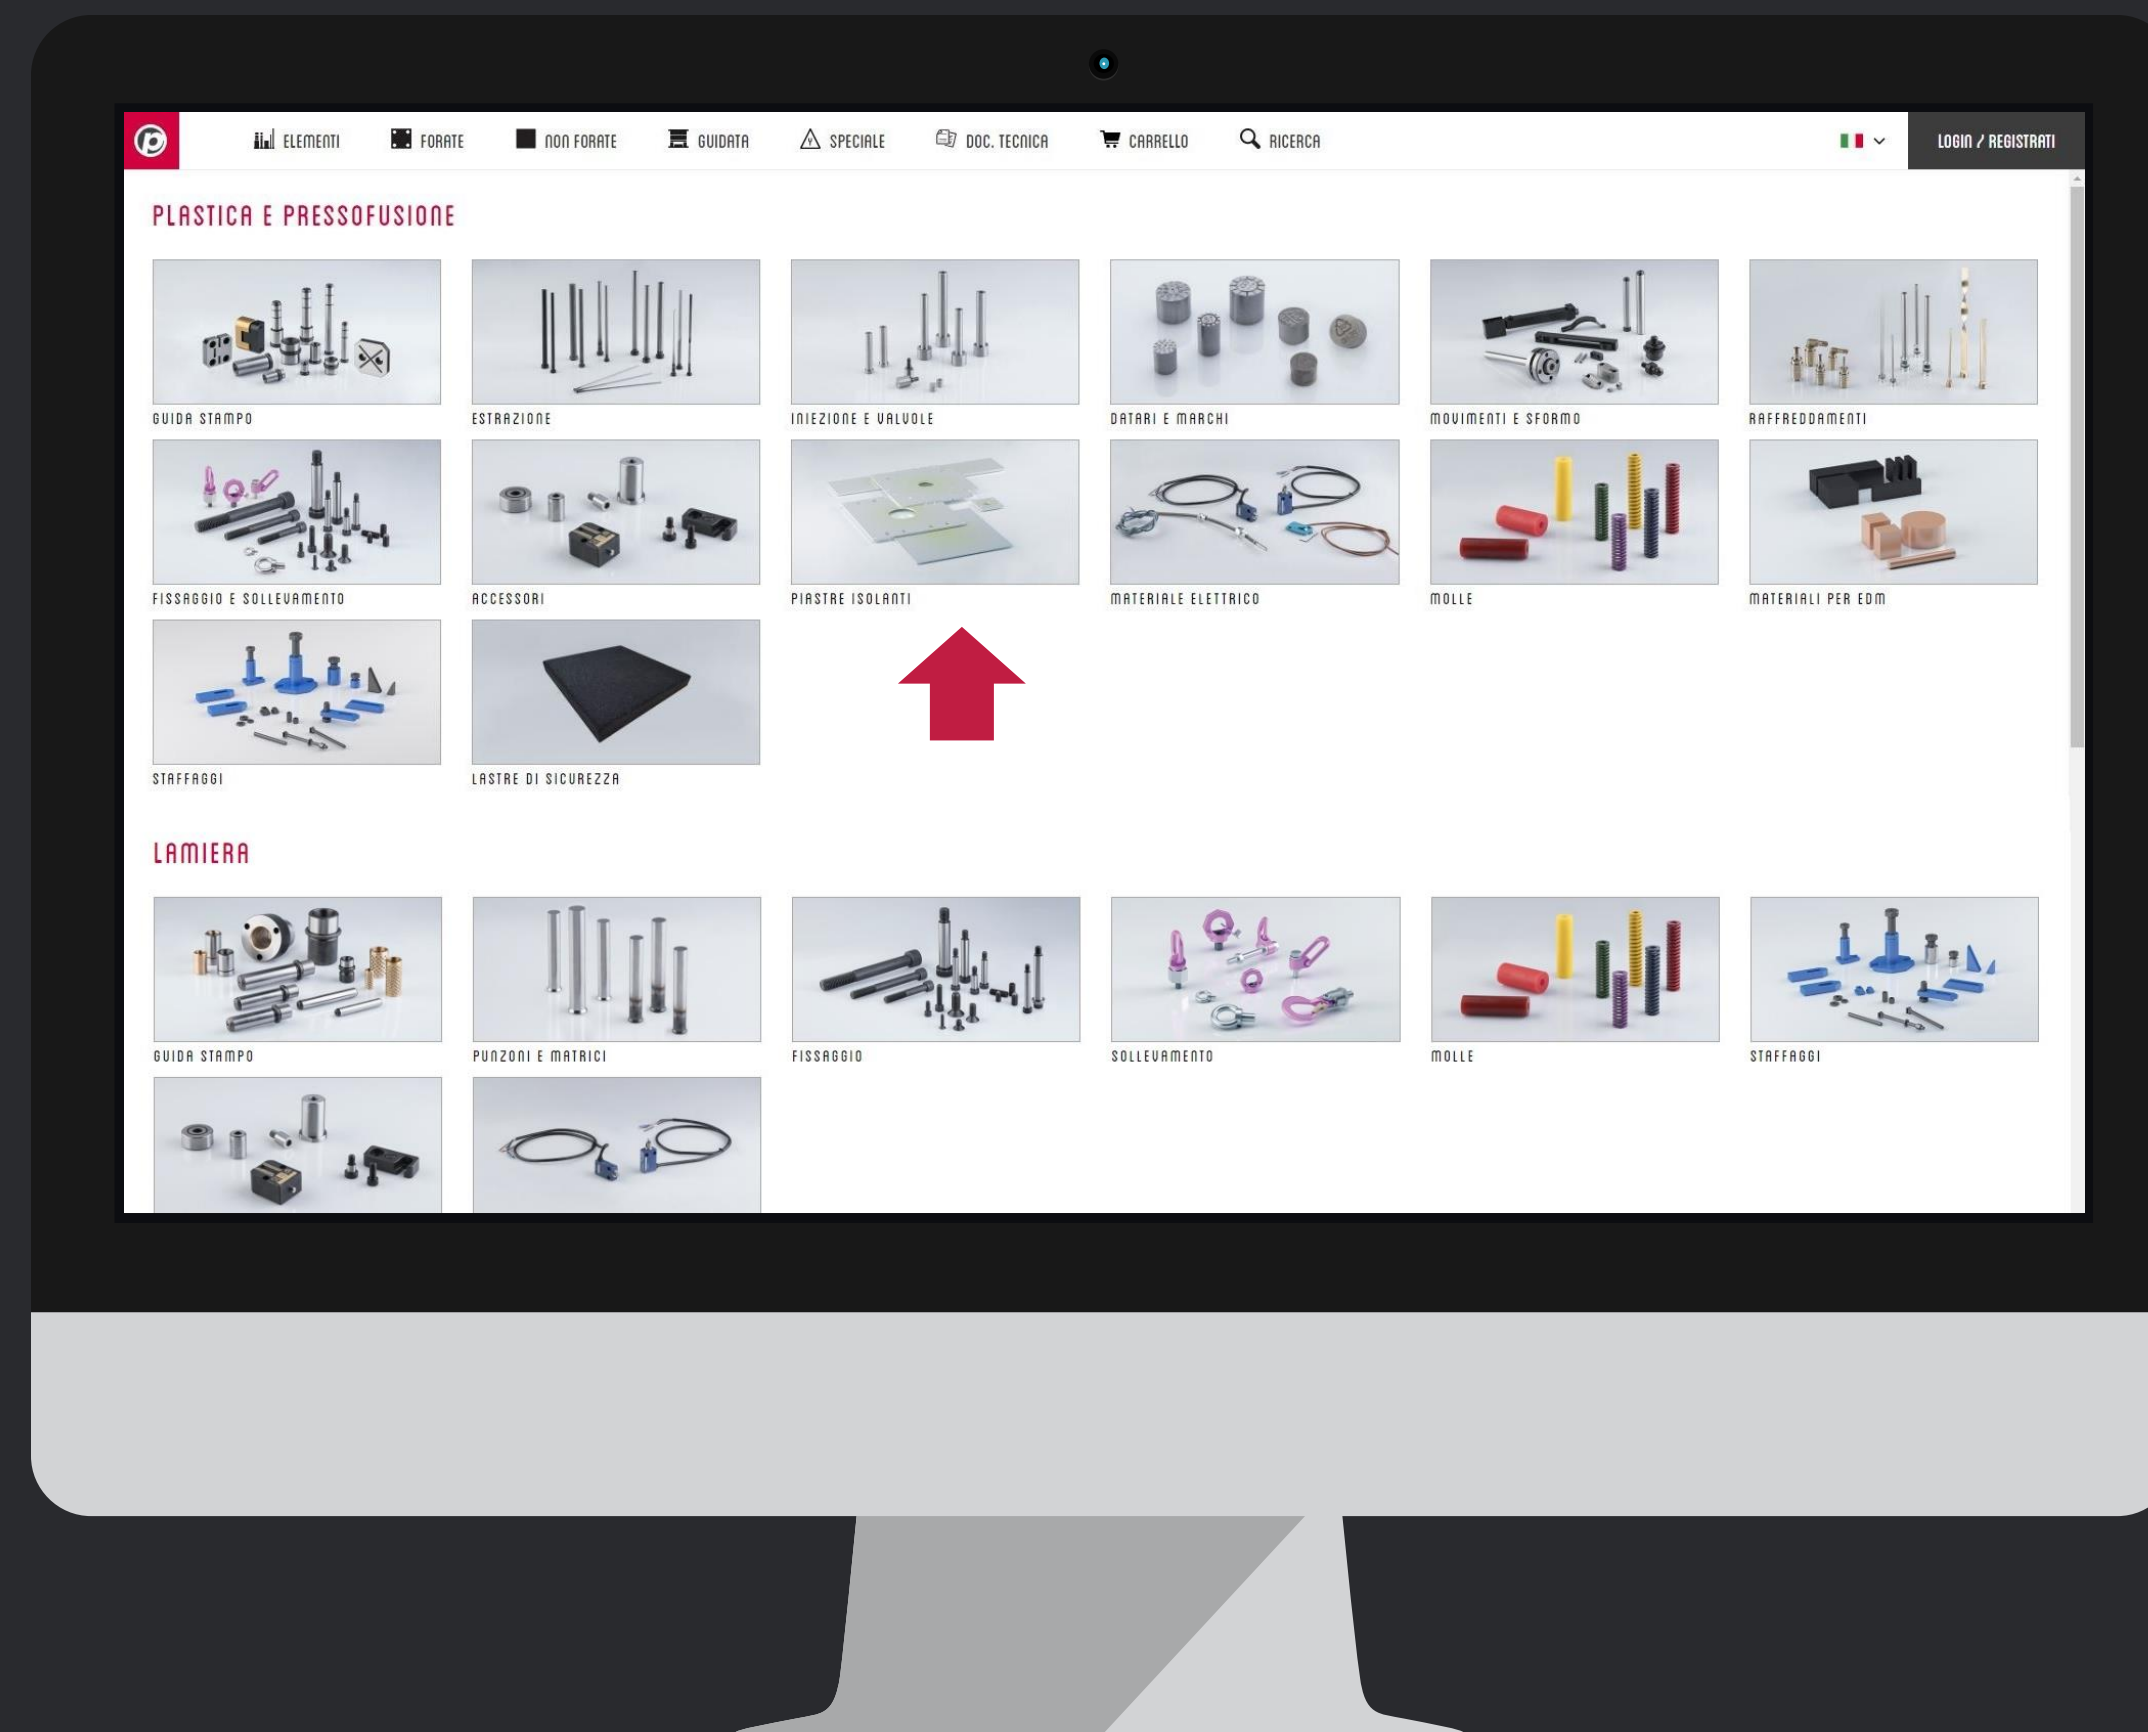 ELEMENTI FORATE NON FORATE GUIDATA SPECIALE DOC. TECNICA CARRELLO RICERCA LOGIN / REGISTRATI
PLASTICA E PRESSOFUSIONE
GUIDA STAMPO ESTRAZIONE INIEZIONE E VALVOLE DATARI E MARCHI MOVIMENTI E SFORMO RAFFREDDAMENTI
FISSAGGIO E SOLLEVAMENTO ACCESSORI PIASTRE ISOLANTI MATERIALE ELETTRICO MOLLE MATERIALI PER EDM
STAFFAGGI LASTRE DI SICUREZZA
LAMIERA
GUIDA STAMPO PUNZONI E MATRICI FISSAGGIO SOLLEVAMENTO MOLLE STAFFAGGI